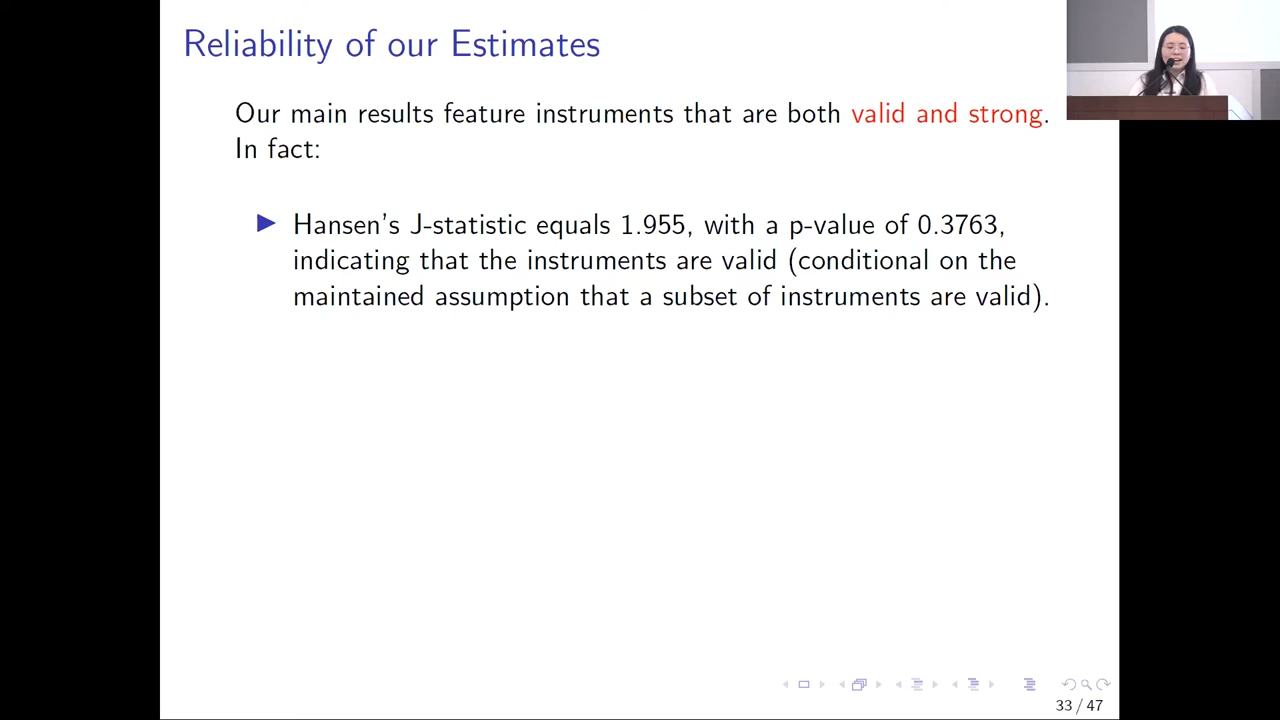 Reliability of our Estimates
Our main results feature instruments that are both valid and strong.
In fact:
Hansen's J-statistic equals 1.955, with a p-value of 0.3763,
indicating that the instruments are valid (conditional on the
maintained assumption that a subset of instruments are valid).
33 / 47